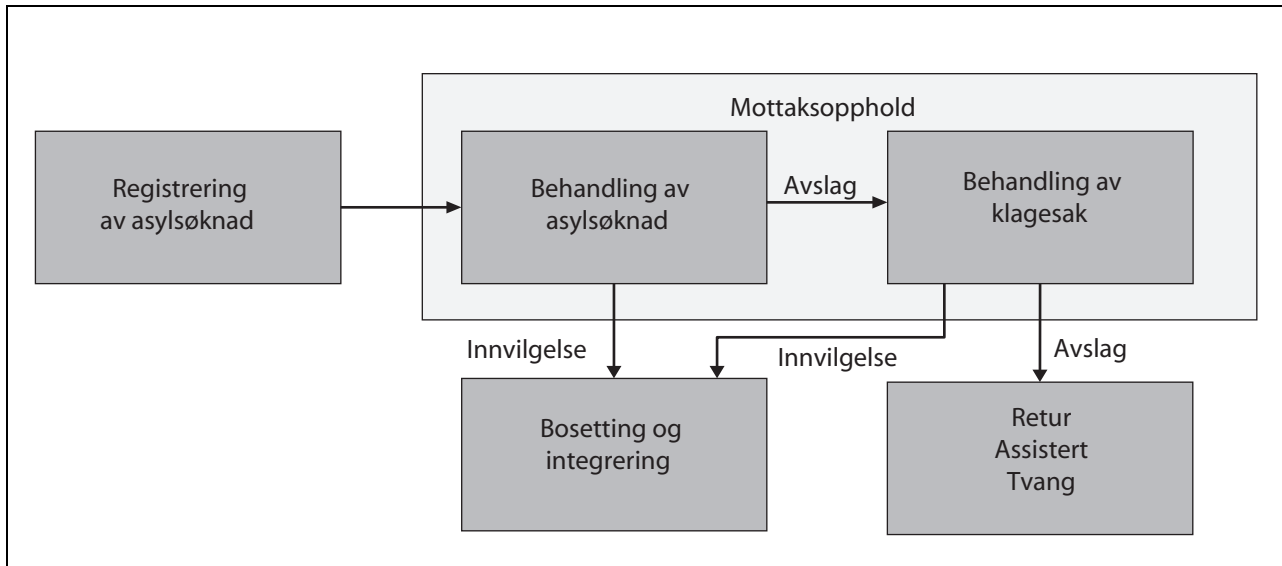 Mottaksopphold
Registrering
av asylsøknad
Behandling av
asylsøknad
Avslag
Behandling av
klagesak
Innvilgelse
Innvilgelse
Avslag
Bosetting og
integrering
Retur
Assistert
Tvang